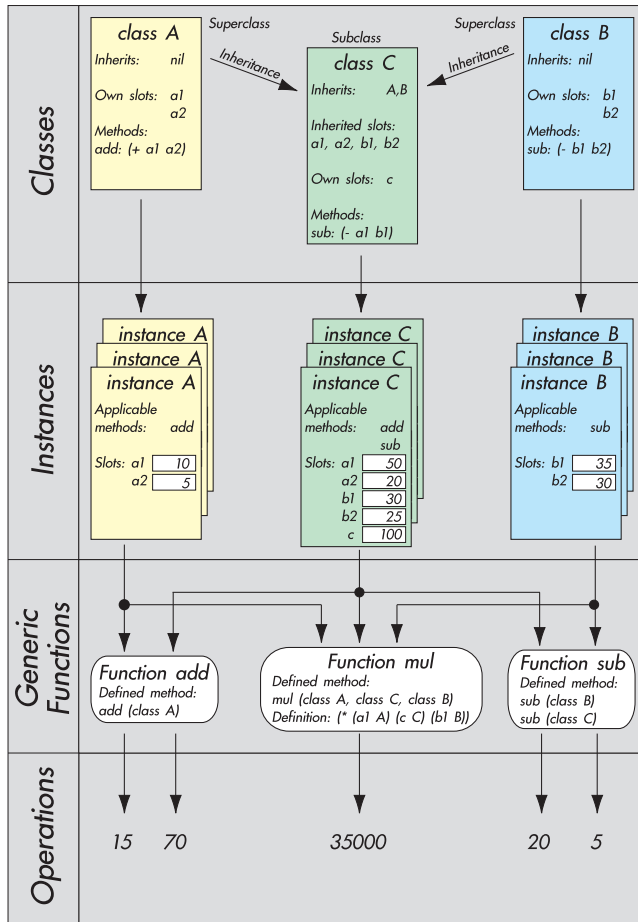 Classes
Superclass
Superclass
Subclass
Inheritance
Inheritance
class A
Inherits: nil
Own slots: a1
a2
Methods:
add: (+ a1 a2)
class C
Inherits: A,B
Inherited slots:
a1, a2, b1, b2
Own slots: c
Methods:
sub: (- a1 b1)
class B
Inherits: nil
Own slots: b1
b2
Methods:
sub: (- b1 b2)
Instances
instance A
instance A
instance A
Applicable
methods: add
Slots: a1 10
a2 5
instance C
instance C
instance C
Applicable
methods: add
sub
Slots: a1 50
a2 20
b1 30
b2 25
c 100
instance B
instance B
instance B
Applicable
methods: sub
Slots: b1 35
b2 30
Generic
Functions
Function add
Defined method:
add (class A)
Function mul
Defined method:
mul (class A, class C, class B)
Definition: (* (a1 A) (c C) (b1 B))
Function sub
Defined method:
sub (class B)
sub (class C)
Operations
15 70 35000 20 5